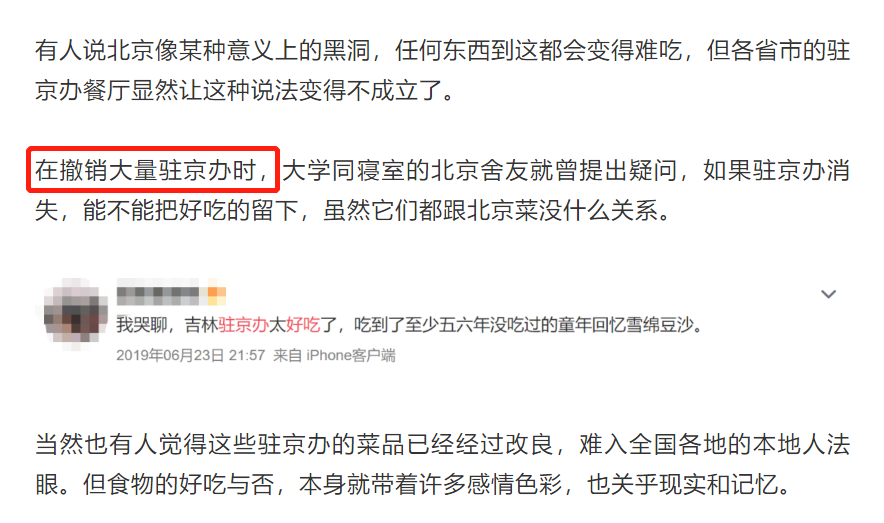 有人说北京像某种意义上的黑洞，任何东西到这都会变得难吃，但各省市的驻
京办餐厅显然让这种说法变得不成立了。
在撤销大量驻京办时，大学同寝室的北京舍友就曾提出疑问，如果驻京办消
失，能不能把好吃的留下，虽然它们都跟北京菜没什么关系。
我哭聊，吉林驻京办太好吃了，吃到了至少五六年没吃过的童年回忆雪绵豆沙。
2019年06月23日 21:57 来自 iPhone客户端
当然也有人觉得这些驻京办的菜品已经经过改良，难入全国各地的本地人法
眼。但食物的好吃与否，本身就带着许多感情色彩，也关乎现实和记忆。